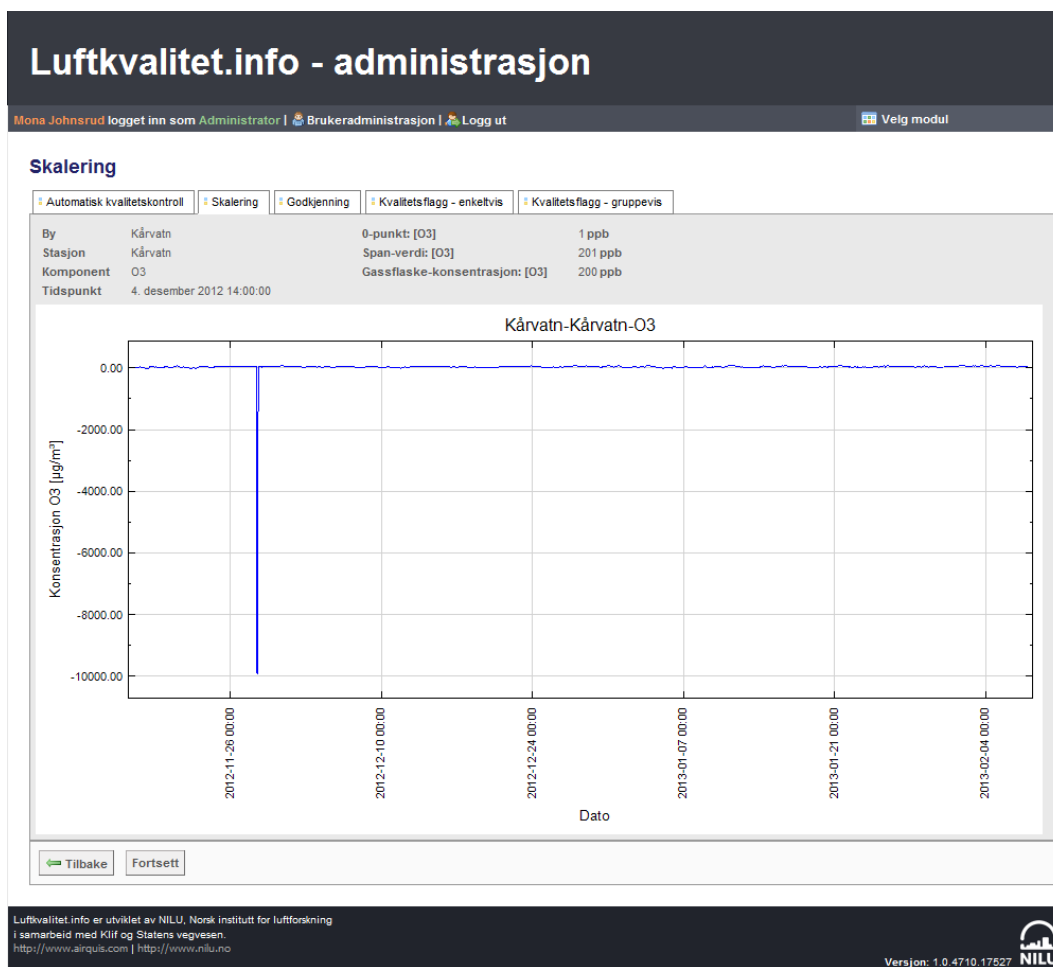 Luftkvalitet.info - administrasjon
Mona Johnsrud logget inn som Administrator | Brukeradministrasjon | Logg ut
Velg modul
Skalering
Automatisk kvalitetskontroll
Skalering
Godkjenning
Kvalitetsflagg - enkeltvis
Kvalitetsflagg - gruppevis
By Kårvatn 0-punkt: [O3] 1 ppb
Stasjon Kårvatn Span-verdi: [O3] 201 ppb
Komponent O3 Gassflaske-konsentrasjon: [O3] 200 ppb
Tidspunkt 4. desember 2012 14:00:00
Kårvatn-Kårvatn-O3
Konsentrasjon O3 [µg/m³]
0.00
-2000.00
-4000.00
-6000.00
-8000.00
-10000.00
2012-11-26 00:00
2012-12-10 00:00
2012-12-24 00:00
2013-01-07 00:00
2013-01-21 00:00
2013-02-04 00:00
Dato
Tilbake
Fortsett
Luftkvalitet.info er utviklet av NILU, Norsk institutt for luftforskning
i samarbeid med Klif og Statens vegvesen.
http://www.airquis.com | http://www.nilu.no
Versjon: 1.0.4710.17527
NILU